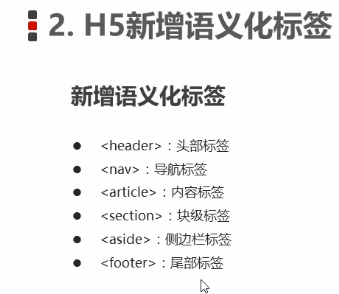 2. H5新增语义化标签
新增语义化标签
● <header>：头部标签
● <nav>：导航标签
● <article>：内容标签
● <section>：块级标签
● <aside>：侧边栏标签
● <footer>：尾部标签